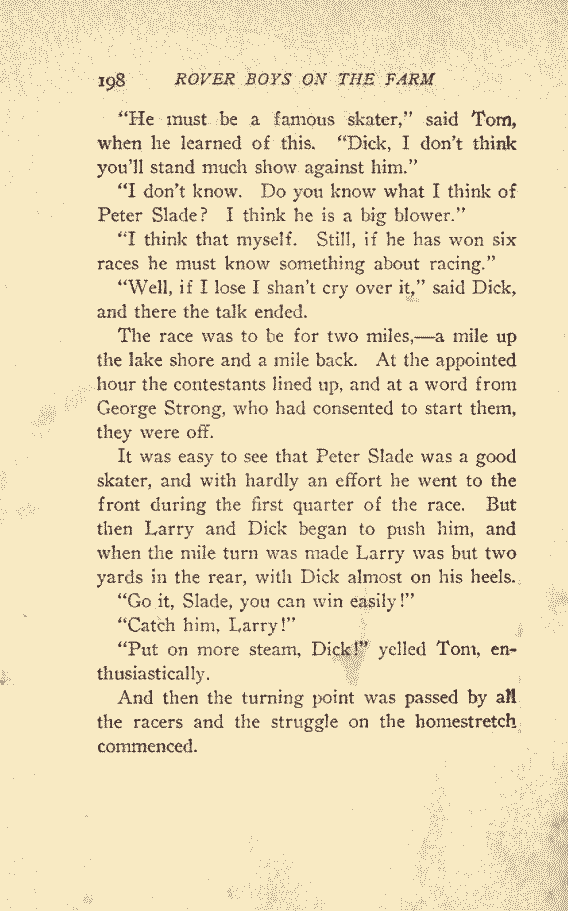 198 ROVER BOYS ON THE FARM
“He must be a famous skater,” said Tom,
when he learned of this. “Dick, I don’t think
you’ll stand much show against him.”
“I don’t know. Do you know what I think of
Peter Slade? I think he is a big blower.”
“I think that myself. Still, if he has won six
races he must know something about racing.”
“Well, if I lose I shan’t cry over it,” said Dick,
and there the talk ended.
The race was to be for two miles,—a mile up
the lake shore and a mile back. At the appointed
hour the contestants lined up, and at a word from
George Strong, who had consented to start them,
they were off.
It was easy to see that Peter Slade was a good
skater, and with hardly an effort he went to the
front during the first quarter of the race. But
then Larry and Dick began to push him, and
when the mile turn was made Larry was but two
yards in the rear, with Dick almost on his heels.
“Go it, Slade, you can win easily!”
“Catch him, Larry!”
“Put on more steam, Dick!” yelled Tom, en-
thusiastically.
And then the turning point was passed by all
the racers and the struggle on the homestretch
commenced.